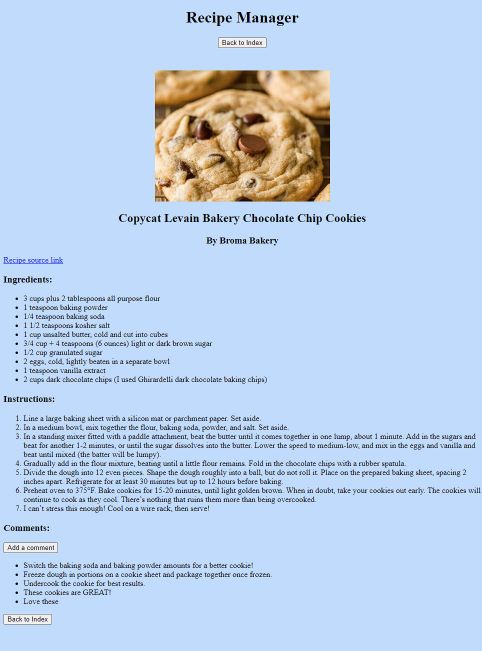 Recipe Manager
Back to Index
Copycat Levain Bakery Chocolate Chip Cookies
By Broma Bakery
Recipe source link
Ingredients:
3 cups plus 2 tablespoons all purpose flour
1 teaspoon baking powder
1/4 teaspoon baking soda
1 1/2 teaspoons kosher salt
1 cup unsalted butter, cold and cut into cubes
3/4 cup + 4 teaspoons (6 ounces) light or dark brown sugar
1/2 cup granulated sugar
2 eggs, cold, lightly beaten in a separate bowl
1 teaspoon vanilla extract
2 cups dark chocolate chips (I used Ghirardelli dark chocolate baking chips)
Instructions:
1. Line a large baking sheet with a silicon mat or parchment paper. Set aside.
2. In a medium bowl, mix together the flour, baking soda, powder, and salt. Set aside.
3. In a standing mixer fitted with a paddle attachment, beat the butter until it comes together in one lump, about 1 minute. Add in the sugars and
beat for another 1-2 minutes, or until the sugar dissolves into the butter. Lower the speed to medium-low, and mix in the eggs and vanilla and
beat until mixed (the batter will be lumpy).
4. Gradually add in the flour mixture, beating until a little flour remains. Fold in the chocolate chips with a rubber spatula.
5. Divide the dough into 12 even pieces. Shape the dough roughly into a ball, but do not roll it. Place on the prepared baking sheet, spacing 2
inches apart. Refrigerate for at least 30 minutes but up to 12 hours before baking.
6. Preheat oven to 375°F. Bake cookies for 15-20 minutes, until light golden brown. When in doubt, take your cookies out early. The cookies will
continue to cook as they cool. There's nothing that ruins them more than being overcooked.
7. I can't stress this enough! Cool on a wire rack, then serve!
Comments:
Add a comment
Switch the baking soda and baking powder amounts for a better cookie!
Freeze dough in portions on a cookie sheet and package together once frozen.
Undercook the cookie for best results.
These cookies are GREAT!
Love these
Back to Index